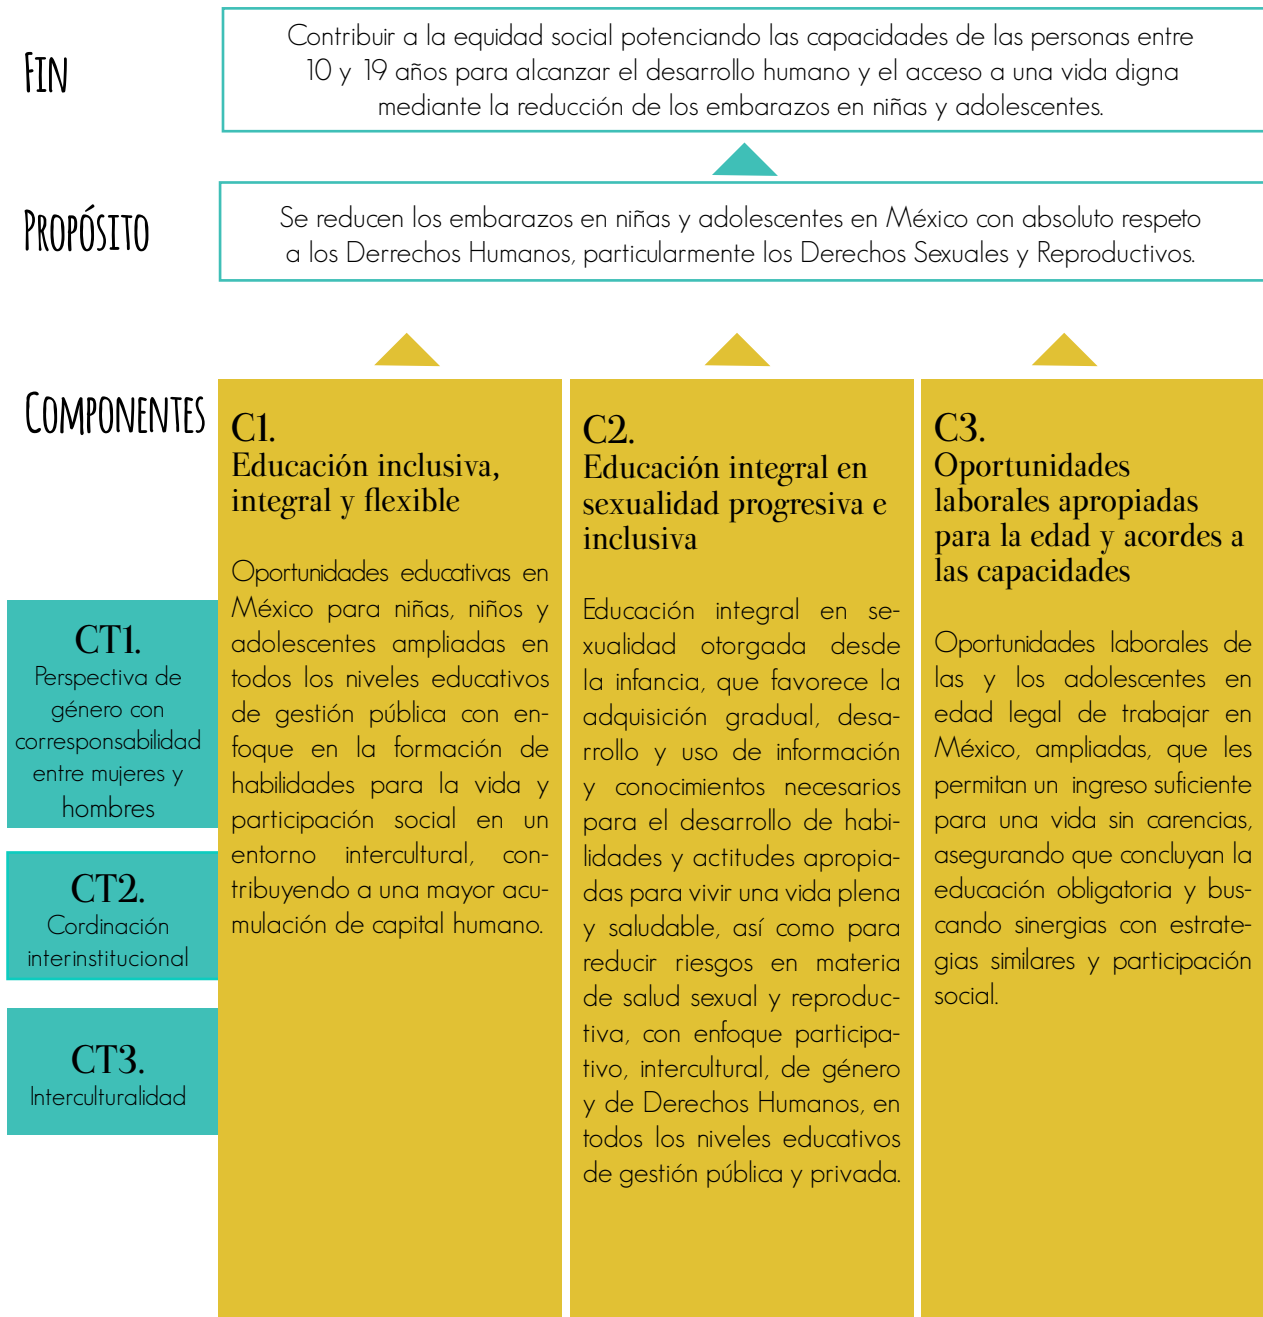 FIN
Contribuir a la equidad social potenciando las capacidades de las personas entre
10 y 19 años para alcanzar el desarrollo humano y el acceso a una vida digna
mediante la reducción de los embarazos en niñas y adolescentes.
PROPÓSITO
Se reducen los embarazos en niñas y adolescentes en México con absoluto respeto
a los Derrechos Humanos, particularmente los Derechos Sexuales y Reproductivos.
COMPONENTES
CT1.
Perspectiva de
género con
corresponsabilidad
entre mujeres y
hombres
CT2.
Cordinación
interinstitucional
CT3.
Interculturalidad
C1.
Educación inclusiva,
integral y flexible
Oportunidades educativas en
México para niñas, niños y
adolescentes ampliadas en
todos los niveles educativos
de gestión pública con en-
foque en la formación de
habilidades para la vida y
participación social en un
entorno intercultural, con-
tribuyendo a una mayor acu-
mulación de capital humano.
C2.
Educación integral en
sexualidad progresiva e
inclusiva
Educación integral en se-
xualidad otorgada desde
la infancia, que favorece la
adquisición gradual, desa-
rrollo y uso de información
y conocimientos necesarios
para el desarrollo de habi-
lidades y actitudes apropia-
das para vivir una vida plena
y saludable, así como para
reducir riesgos en materia
de salud sexual y reproduc-
tiva, con enfoque participa-
tivo, intercultural, de género
y de Derechos Humanos, en
todos los niveles educativos
de gestión pública y privada.
C3.
Oportunidades
laborales apropiadas
para la edad y acordes a
las capacidades
Oportunidades laborales de
las y los adolescentes en
edad legal de trabajar en
México, ampliadas, que les
permitan un ingreso suficiente
para una vida sin carencias,
asegurando que concluyan la
educación obligatoria y bus-
cando sinergias con estrate-
gias similares y participación
social.